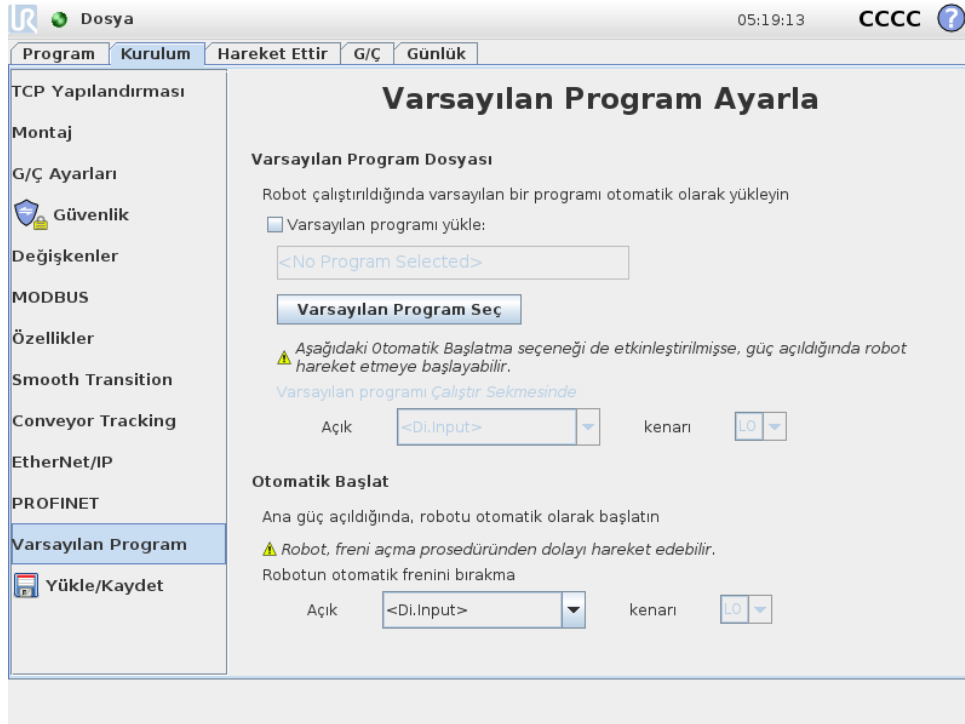 UR Dosya 05:19:13 CCCC ?
Program Kurulum Hareket Ettir G/Ç Günlük
TCP Yapılandırması
Montaj
G/Ç Ayarları
Güvenlik
Değişkenler
MODBUS
Özellikler
Smooth Transition
Conveyor Tracking
EtherNet/IP
PROFINET
Varsayılan Program
Yükle/Kaydet
Varsayılan Program Ayarla
Varsayılan Program Dosyası
Robot çalıştırıldığında varsayılan bir programı otomatik olarak yükleyin
Varsayılan programı yükle:
<No Program Selected>
Varsayılan Program Seç
Aşağıdaki Otomatik Başlatma seçeneği de etkinleştirilmişse, güç açıldığında robot
hareket etmeye başlayabilir.
Varsayılan programı Çalıştır Sekmesinde
Açık <Di.Input> kenarı LO
Otomatik Başlat
Ana güç açıldığında, robotu otomatik olarak başlatın
Robot, freni açma prosedüründen dolayı hareket edebilir.
Robotun otomatik frenini bırakma
Açık <Di.Input> kenarı LO